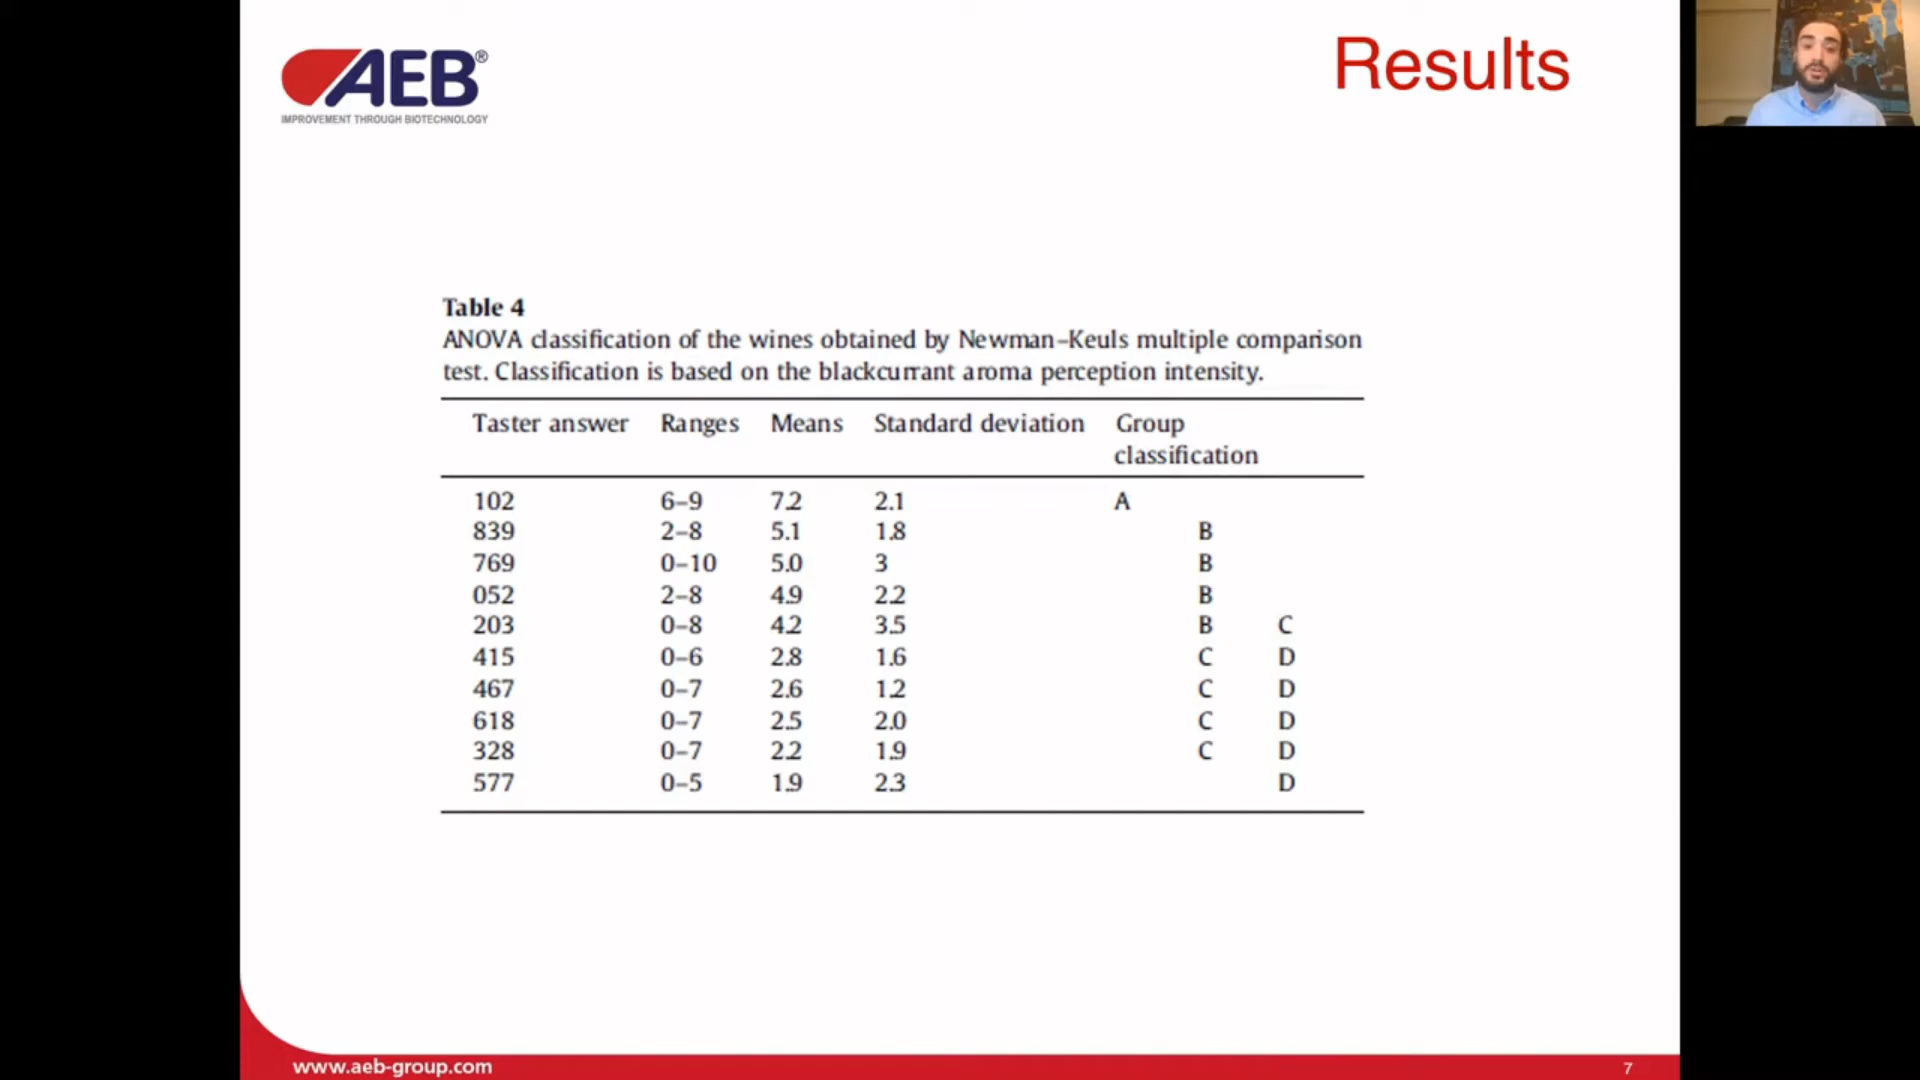 AEB®
IMPROVEMENT THROUGH BIOTECHNOLOGY
Results
Table 4
ANOVA classification of the wines obtained by Newman–Keuls multiple comparison
test. Classification is based on the blackcurrant aroma perception intensity.
Taster answer Ranges Means Standard deviation Group
classification
102 6–9 7.2 2.1 A
839 2–8 5.1 1.8 B
769 0–10 5.0 3 B
052 2–8 4.9 2.2 B
203 0–8 4.2 3.5 B C
415 0–6 2.8 1.6 C D
467 0–7 2.6 1.2 C D
618 0–7 2.5 2.0 C D
328 0–7 2.2 1.9 C D
577 0–5 1.9 2.3 D
www.aeb-group.com 7